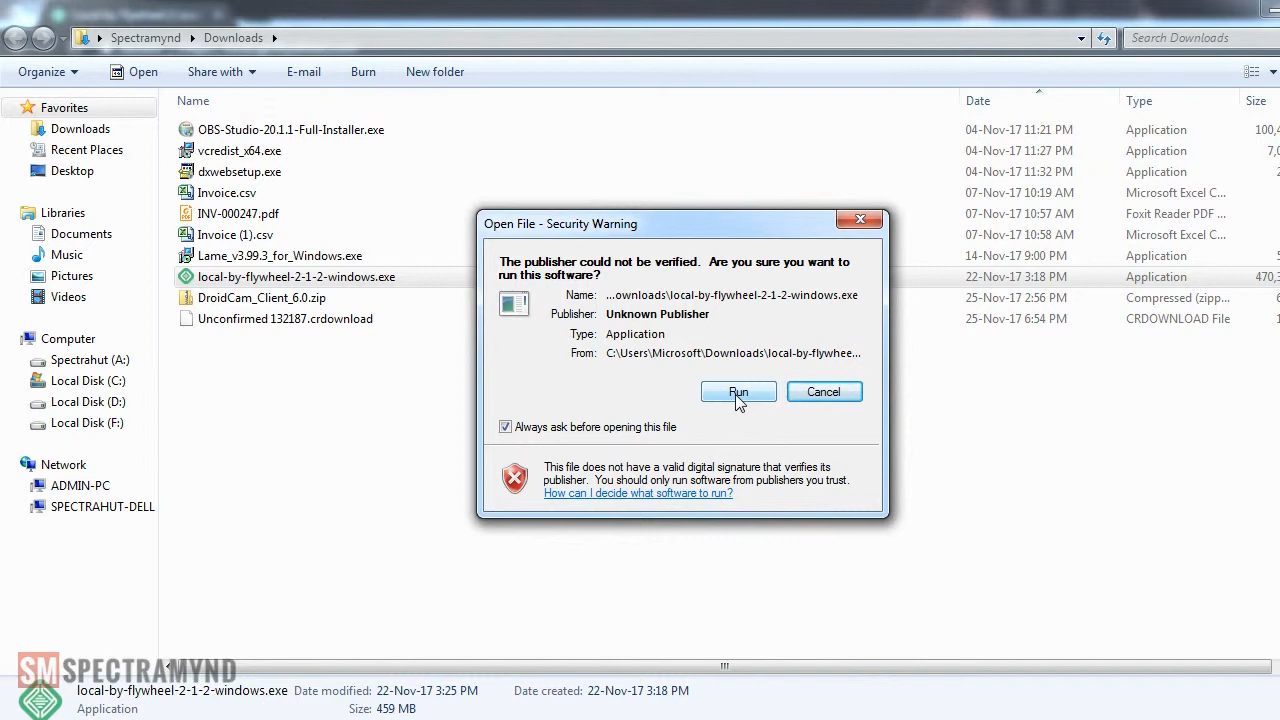 Spectramynd Downloads
Search Downloads
Organize Open Share with E-mail Burn New folder
Name Date Type Size
Favorites
Downloads
Recent Places
Desktop
Libraries
Documents
Music
Pictures
Videos
Computer
Spectrahut (A:)
Local Disk (C:)
Local Disk (D:)
Local Disk (F:)
Network
ADMIN-PC
SPECTRAHUT-DELL
OBS-Studio-20.1.1-Full-Installer.exe 04-Nov-17 11:21 PM Application 100,4
vcredist_x64.exe 04-Nov-17 11:27 PM Application 7,0
dxwebsetup.exe 04-Nov-17 11:32 PM Application 2
Invoice.csv 07-Nov-17 10:19 AM Microsoft Excel C...
INV-000247.pdf 07-Nov-17 10:57 AM Foxit Reader PDF ...
Invoice (1).csv 07-Nov-17 10:58 AM Microsoft Excel C...
Lame_v3.99.3_for_Windows.exe 14-Nov-17 9:00 PM Application 5
local-by-flywheel-2-1-2-windows.exe 22-Nov-17 3:18 PM Application 470,3
DroidCam_Client_6.0.zip 25-Nov-17 2:56 PM Compressed (zipp...
Unconfirmed 132187.crdownload 25-Nov-17 6:54 PM CRDOWNLOAD File
Open File - Security Warning
The publisher could not be verified. Are you sure you want to
run this software?
Name: ...ownloads\local-by-flywheel-2-1-2-windows.exe
Publisher: Unknown Publisher
Type: Application
From: C:\Users\Microsoft\Downloads\local-by-flywhee...
Run Cancel
Always ask before opening this file
This file does not have a valid digital signature that verifies its
publisher. You should only run software from publishers you trust.
How can I decide what software to run?
SM SPECTRAMYND
local-by-flywheel-2-1-2-windows.exe Date modified: 22-Nov-17 3:25 PM Date created: 22-Nov-17 3:18 PM
Application Size: 459 MB